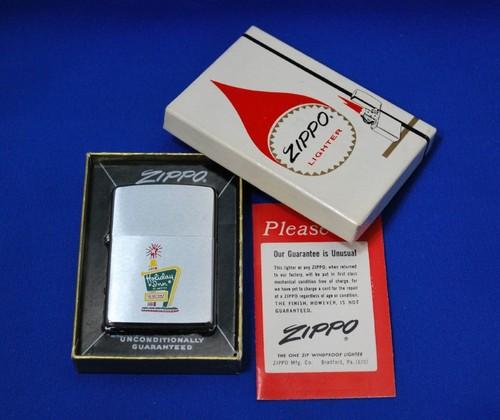 ZIPPO
LIGHTER
ZIPPO
Holiday
Inn
UNCONDITIONALLY
GUARANTEED
Please
Our Guarantee is Unusual
This lighter or any ZIPPO, when returned
to our factory, will be put in first class
mechanical condition free of charge, for
we have yet to charge a cent for the repair
of a ZIPPO regardless of age or condition.
THE FINISH, HOWEVER, IS NOT
GUARANTEED.
ZIPPO
THE ONE ZIP WINDPROOF LIGHTER
ZIPPO Mfg. Co. Bradford, Pa.